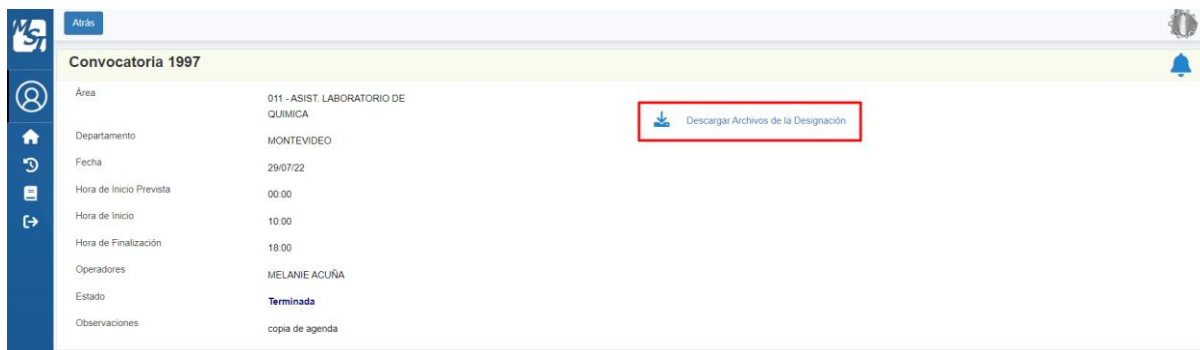 MST
Atrás
Convocatoria 1997
Área
011 - ASIST. LABORATORIO DE
QUIMICA
Descargar Archivos de la Designación
Departamento
MONTEVIDEO
Fecha
29/07/22
Hora de Inicio Prevista
00:00
Hora de Inicio
10:00
Hora de Finalización
18:00
Operadores
MELANIE ACUÑA
Estado
Terminada
Observaciones
copia de agenda